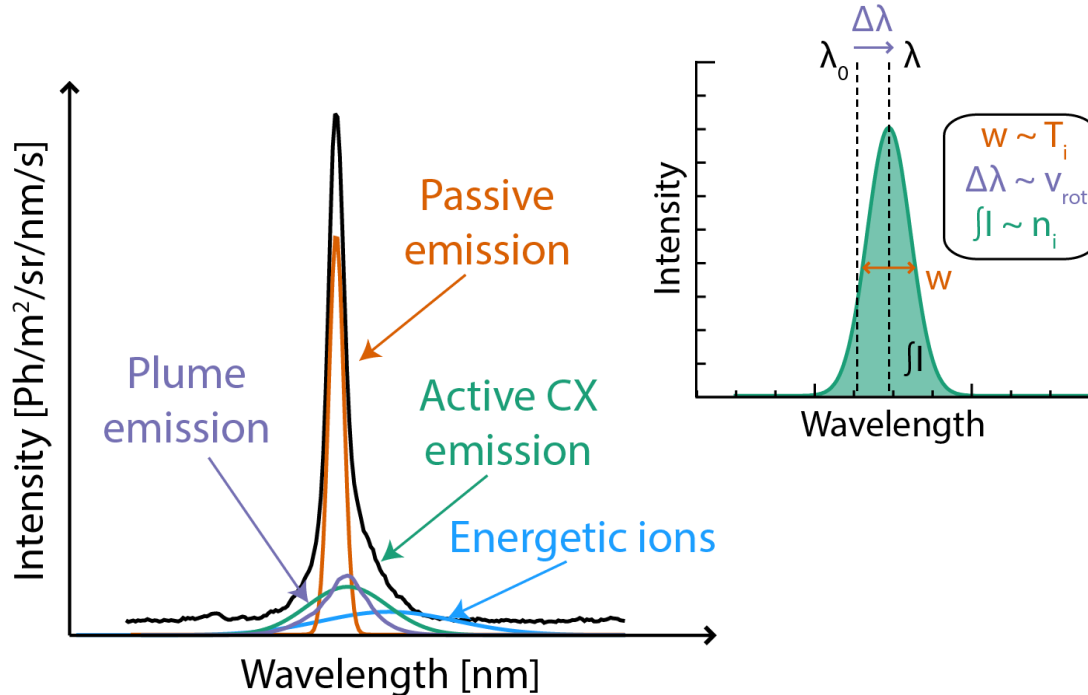 Intensity [Ph/m²/sr/nm/s]
Wavelength [nm]
Passive
emission
Plume
emission
Active CX
emission
Energetic ions
Δλ
λ₀
λ
Intensity
Wavelength
w
∫I
w ~ Tᵢ
Δλ ~ v_rot
∫I ~ nᵢ